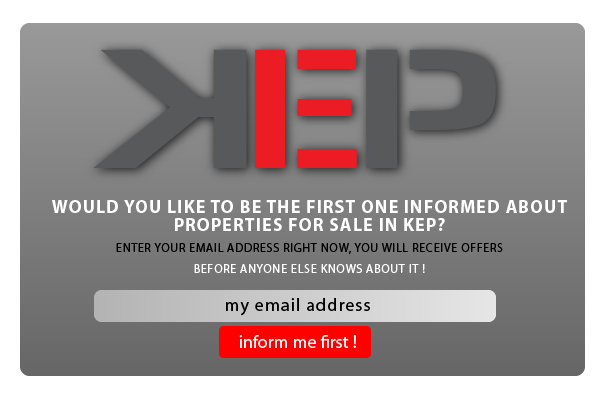 KEP
WOULD YOU LIKE TO BE THE FIRST ONE INFORMED ABOUT
PROPERTIES FOR SALE IN KEP?
ENTER YOUR EMAIL ADDRESS RIGHT NOW, YOU WILL RECEIVE OFFERS
BEFORE ANYONE ELSE KNOWS ABOUT IT !
my email address
inform me first !